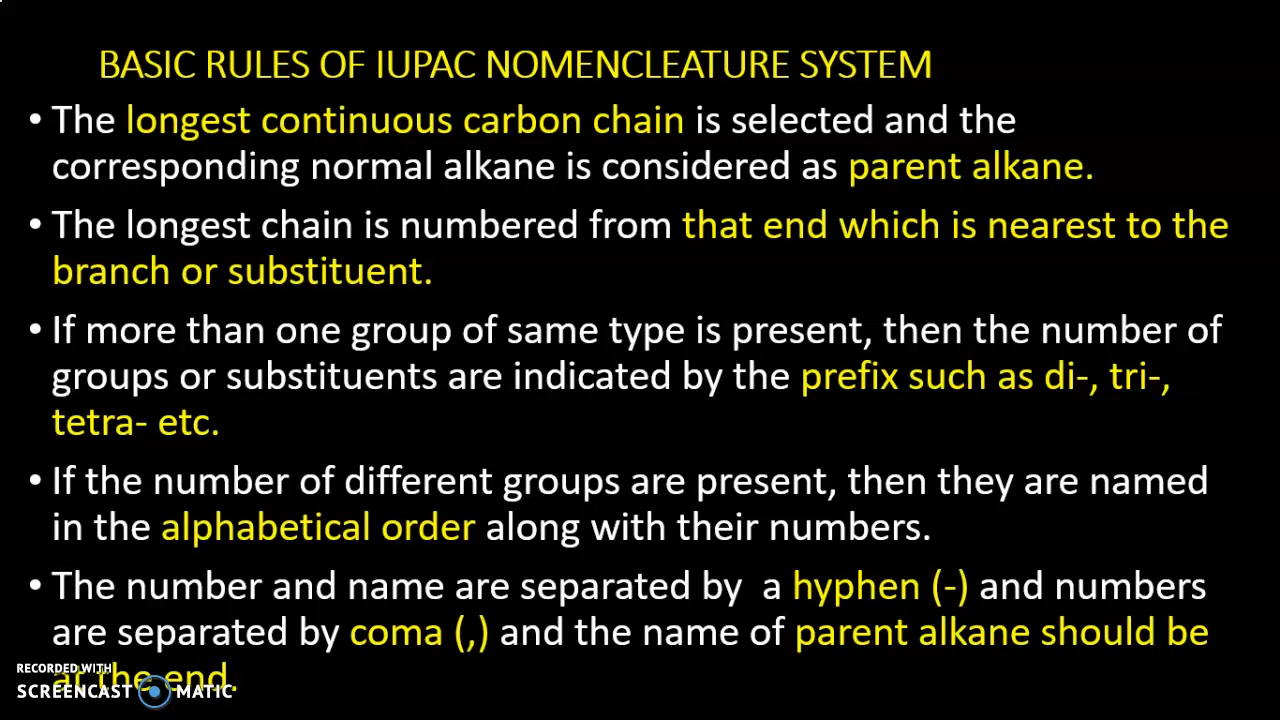 BASIC RULES OF IUPAC NOMENCLEATURE SYSTEM
• The longest continuous carbon chain is selected and the
corresponding normal alkane is considered as parent alkane.
• The longest chain is numbered from that end which is nearest to the
branch or substituent.
• If more than one group of same type is present, then the number of
groups or substituents are indicated by the prefix such as di-, tri-,
tetra- etc.
• If the number of different groups are present, then they are named
in the alphabetical order along with their numbers.
• The number and name are separated by a hyphen (-) and numbers
are separated by coma (,) and the name of parent alkane should be
at the end.
RECORDED WITH
SCREENCAST MATIC